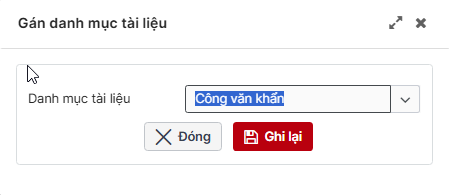 Gán danh mục tài liệu
Danh mục tài liệu Công văn khẩn
Đóng Ghi lại